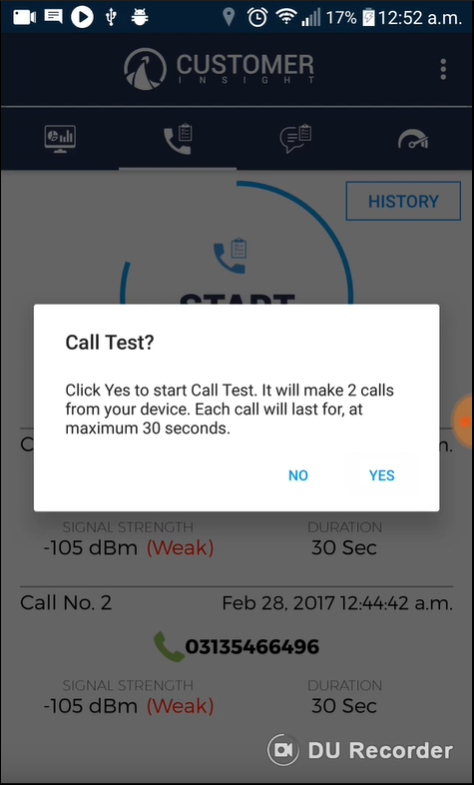 17% 12:52 a.m.
CUSTOMER
INSIGHT
HISTORY
START
Call Test?
Click Yes to start Call Test. It will make 2 calls
from your device. Each call will last for, at
maximum 30 seconds.
NO YES
SIGNAL STRENGTH DURATION
-105 dBm (Weak) 30 Sec
Call No. 2 Feb 28, 2017 12:44:42 a.m.
03135466496
SIGNAL STRENGTH DURATION
-105 dBm (Weak) 30 Sec
DU Recorder